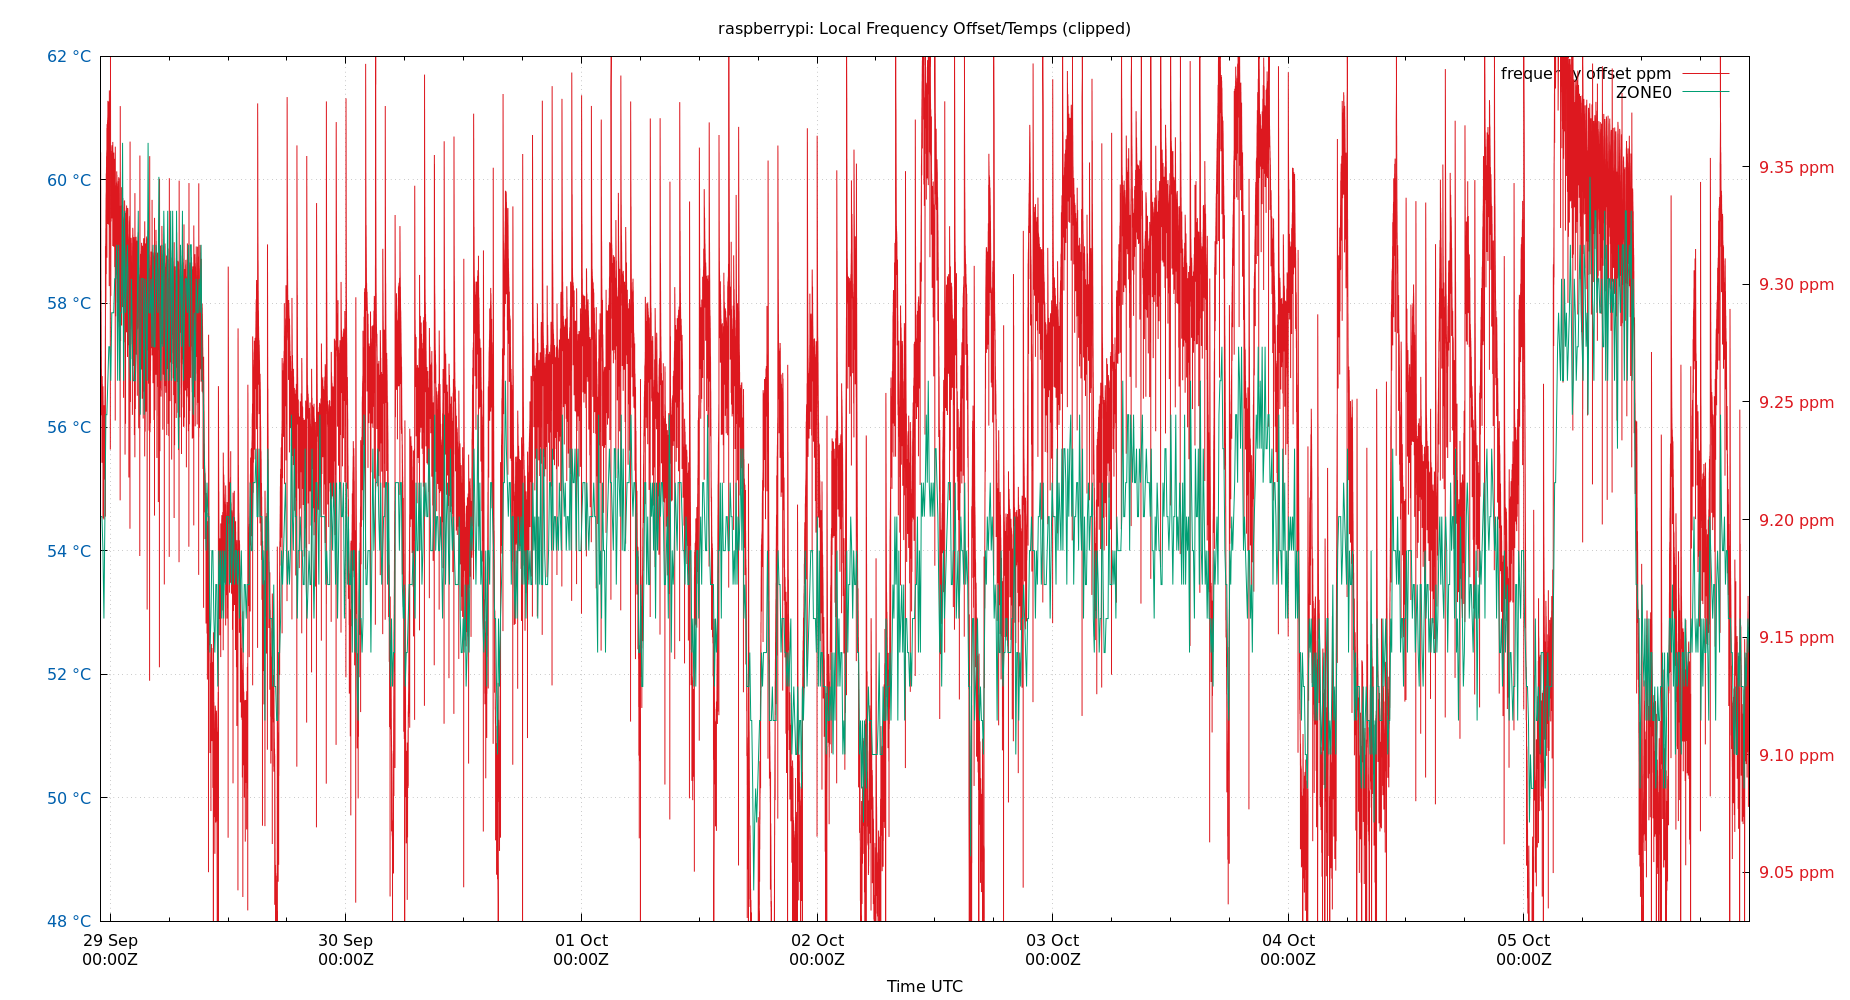 raspberrypi: Local Frequency Offset/Temps (clipped)
62 °C
60 °C
58 °C
56 °C
54 °C
52 °C
50 °C
48 °C
frequency offset ppm
ZONE0
9.35 ppm
9.30 ppm
9.25 ppm
9.20 ppm
9.15 ppm
9.10 ppm
9.05 ppm
29 Sep
00:00Z
30 Sep
00:00Z
01 Oct
00:00Z
02 Oct
00:00Z
03 Oct
00:00Z
04 Oct
00:00Z
05 Oct
00:00Z
Time UTC